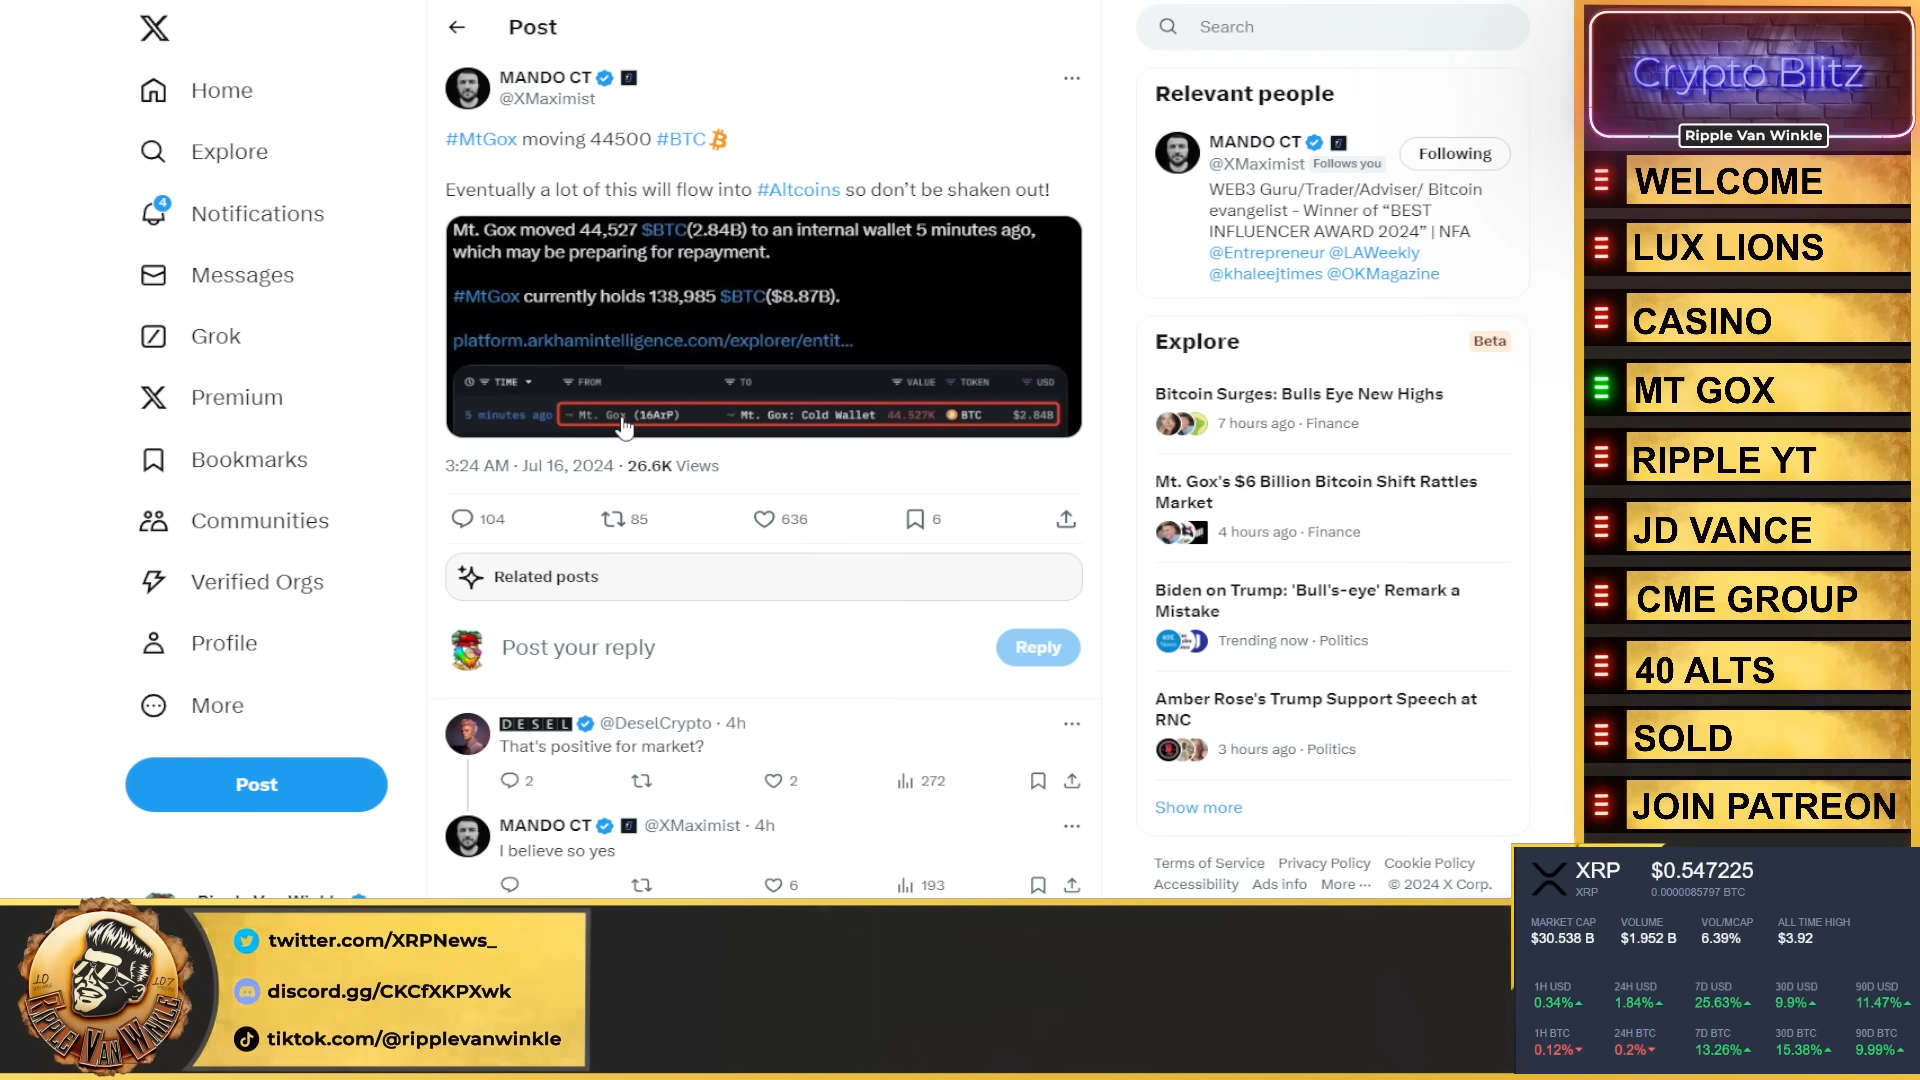 Home
Explore
4
Notifications
Messages
Grok
Premium
Bookmarks
Communities
Verified Orgs
Profile
More
Post
Post
MANDO CT
@XMaximist
#MtGox moving 44500 #BTC
Eventually a lot of this will flow into #Altcoins so don't be shaken out!
Mt. Gox moved 44,527 $BTC(2.84B) to an internal wallet 5 minutes ago,
which may be preparing for repayment.
#MtGox currently holds 138,985 $BTC($8.87B).
platform.arkhamintelligence.com/explorer/entit...
TIME FROM TO VALUE TOKEN USD
5 minutes ago Mt. Gox (16ArP) Mt. Gox: Cold Wallet 44.527K BTC $2.84B
3:24 AM · Jul 16, 2024 · 26.6K Views
104 85 636 6
Related posts
Post your reply
Reply
DESEL @DeselCrypto · 4h
That's positive for market?
2 2 272
MANDO CT @XMaximist · 4h
I believe so yes
6 193
Search
Relevant people
MANDO CT
@XMaximist Follows you
Following
WEB3 Guru/Trader/Adviser/ Bitcoin
evangelist - Winner of "BEST
INFLUENCER AWARD 2024" | NFA
@Entrepreneur @LAWeekly
@khaleejtimes @OKMagazine
Explore
Beta
Bitcoin Surges: Bulls Eye New Highs
7 hours ago · Finance
Mt. Gox's $6 Billion Bitcoin Shift Rattles
Market
4 hours ago · Finance
Biden on Trump: 'Bull's-eye' Remark a
Mistake
Trending now · Politics
Amber Rose's Trump Support Speech at
RNC
3 hours ago · Politics
Show more
Terms of Service Privacy Policy Cookie Policy
Accessibility Ads info More ··· © 2024 X Corp.
Crypto Blitz
Ripple Van Winkle
WELCOME
LUX LIONS
CASINO
MT GOX
RIPPLE YT
JD VANCE
CME GROUP
40 ALTS
SOLD
JOIN PATREON
XRP $0.547225
XRP 0.0000085797 BTC
MARKET CAP VOLUME VOL/MCAP ALL TIME HIGH
$30.538 B $1.952 B 6.39% $3.92
1H USD 24H USD 7D USD 30D USD 90D USD
0.34% 1.84% 25.63% 9.9% 11.47%
1H BTC 24H BTC 7D BTC 30D BTC 90D BTC
0.12% 0.2% 13.26% 15.38% 9.99%
10 107
RIPPLE VAN WINKLE
twitter.com/XRPNews_
discord.gg/CKCfXKPXwk
tiktok.com/@ripplevanwinkle